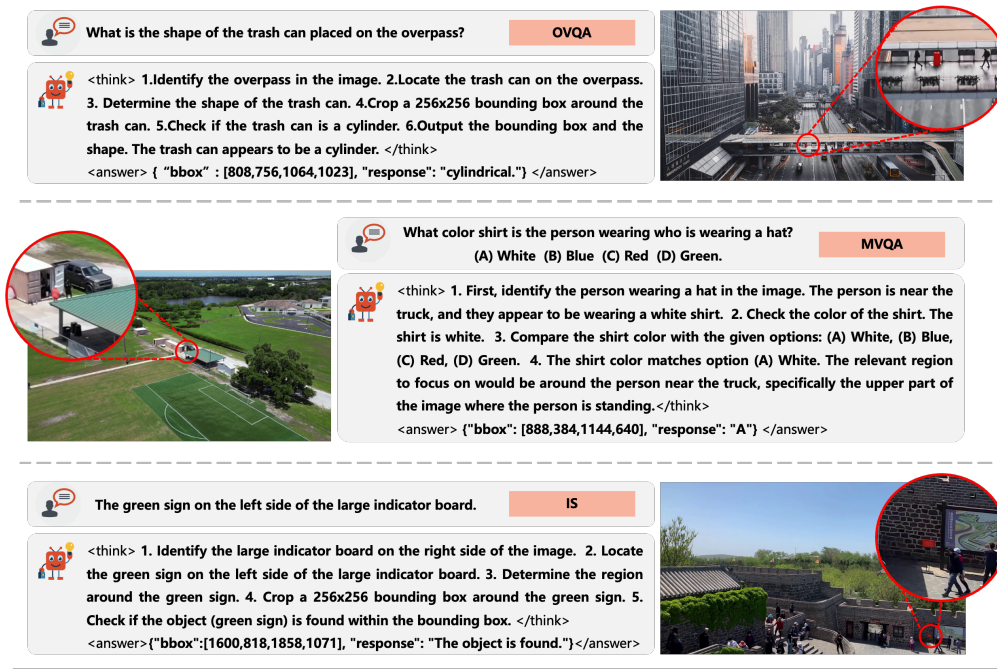 What is the shape of the trash can placed on the overpass?
OVQA
<think> 1.Identify the overpass in the image. 2.Locate the trash can on the overpass.
3. Determine the shape of the trash can. 4.Crop a 256x256 bounding box around the
trash can. 5.Check if the trash can is a cylinder. 6.Output the bounding box and the
shape. The trash can appears to be a cylinder. </think>
<answer> { “bbox” : [808,756,1064,1023], "response": "cylindrical."} </answer>
What color shirt is the person wearing who is wearing a hat?
(A) White (B) Blue (C) Red (D) Green.
MVQA
<think> 1. First, identify the person wearing a hat in the image. The person is near the
truck, and they appear to be wearing a white shirt. 2. Check the color of the shirt. The
shirt is white. 3. Compare the shirt color with the given options: (A) White, (B) Blue,
(C) Red, (D) Green. 4. The shirt color matches option (A) White. The relevant region
to focus on would be around the person near the truck, specifically the upper part of
the image where the person is standing.</think>
<answer> {"bbox": [888,384,1144,640], "response": "A"} </answer>
The green sign on the left side of the large indicator board.
IS
<think> 1. Identify the large indicator board on the right side of the image. 2. Locate
the green sign on the left side of the large indicator board. 3. Determine the region
around the green sign. 4. Crop a 256x256 bounding box around the green sign. 5.
Check if the object (green sign) is found within the bounding box. </think>
<answer>{"bbox":[1600,818,1858,1071], "response": "The object is found."}</answer>